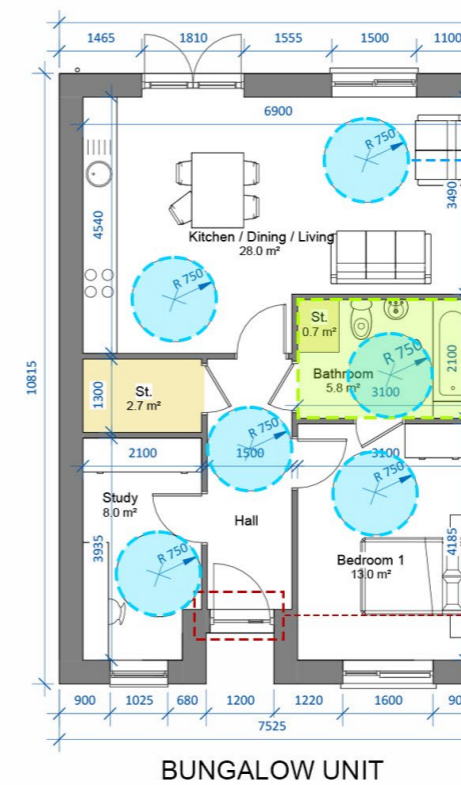 1465 1810 1555 1500 1100
6900
R 750
3490
4540
Kitchen / Dining / Living
28.0 m²
R 750
St.
0.7 m²
R 750
2100
Bathroom
5.8 m²
3100
10815
1300
St.
2.7 m²
R 750
2100 1500 3100
R 750
Study
8.0 m²
Hall
3935
R 750
4185
Bedroom 1
13.0 m²
900 1025 680 1200 1220 1600 90
7525
BUNGALOW UNIT